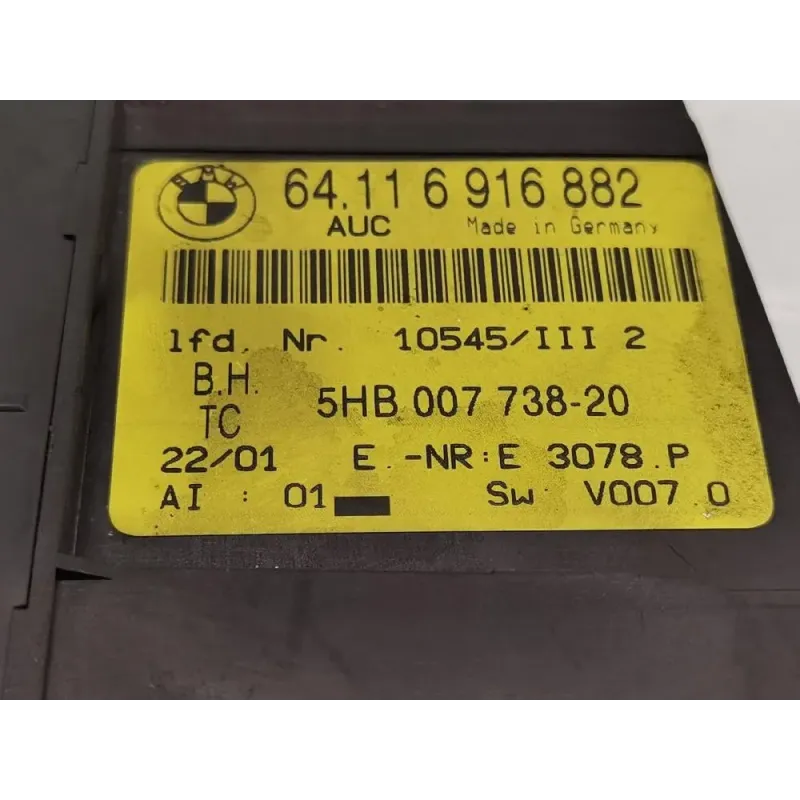 BMW
64.11 6 916 882
AUC Made in Germany
lfd. Nr. 10545/III 2
B.H.
TC 5HB 007 738-20
22/01 E.-NR:E 3078.P
AI : 01 Sw V007.0